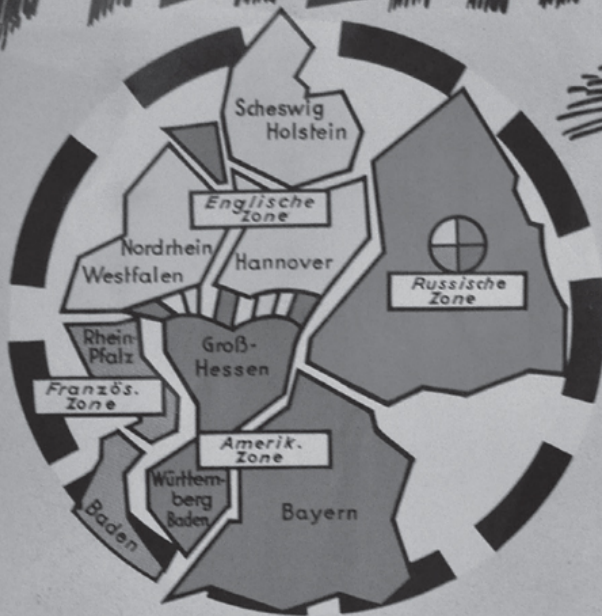 Scheswig
Holstein
Englische
Zone
Nordrhein
Westfalen
Hannover
Russische
Zone
Rhein-
Pfalz
Groß-
Hessen
Französ.
Zone
Amerik.
Zone
Württem-
berg
Baden
Baden
Bayern